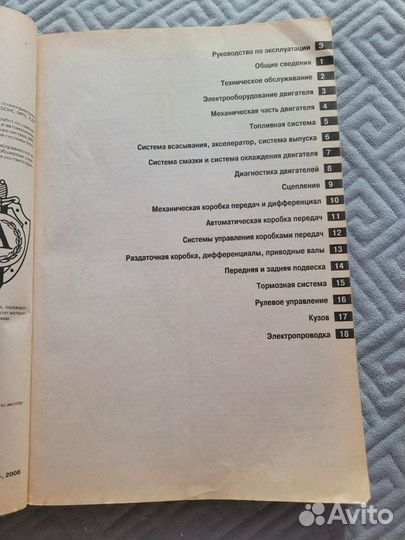 Руководство по эксплуатации Э
Общие сведения 1
Техническое обслуживание 2
Электрооборудование двигателя 3
Механическая часть двигателя 4
Топливная система 5
Система всасывания, акселератор, система выпуска 6
Система смазки и система охлаждения двигателя 7
Диагностика двигателей 8
Сцепление 9
Механическая коробка передач и дифференциал 10
Автоматическая коробка передач 11
Системы управления коробками передач 12
Раздаточная коробка, дифференциалы, приводные валы 13
Передняя и задняя подвеска 14
Тормозная система 15
Рулевое управление 16
Кузов 17
Электропроводка 18
2008
Avito